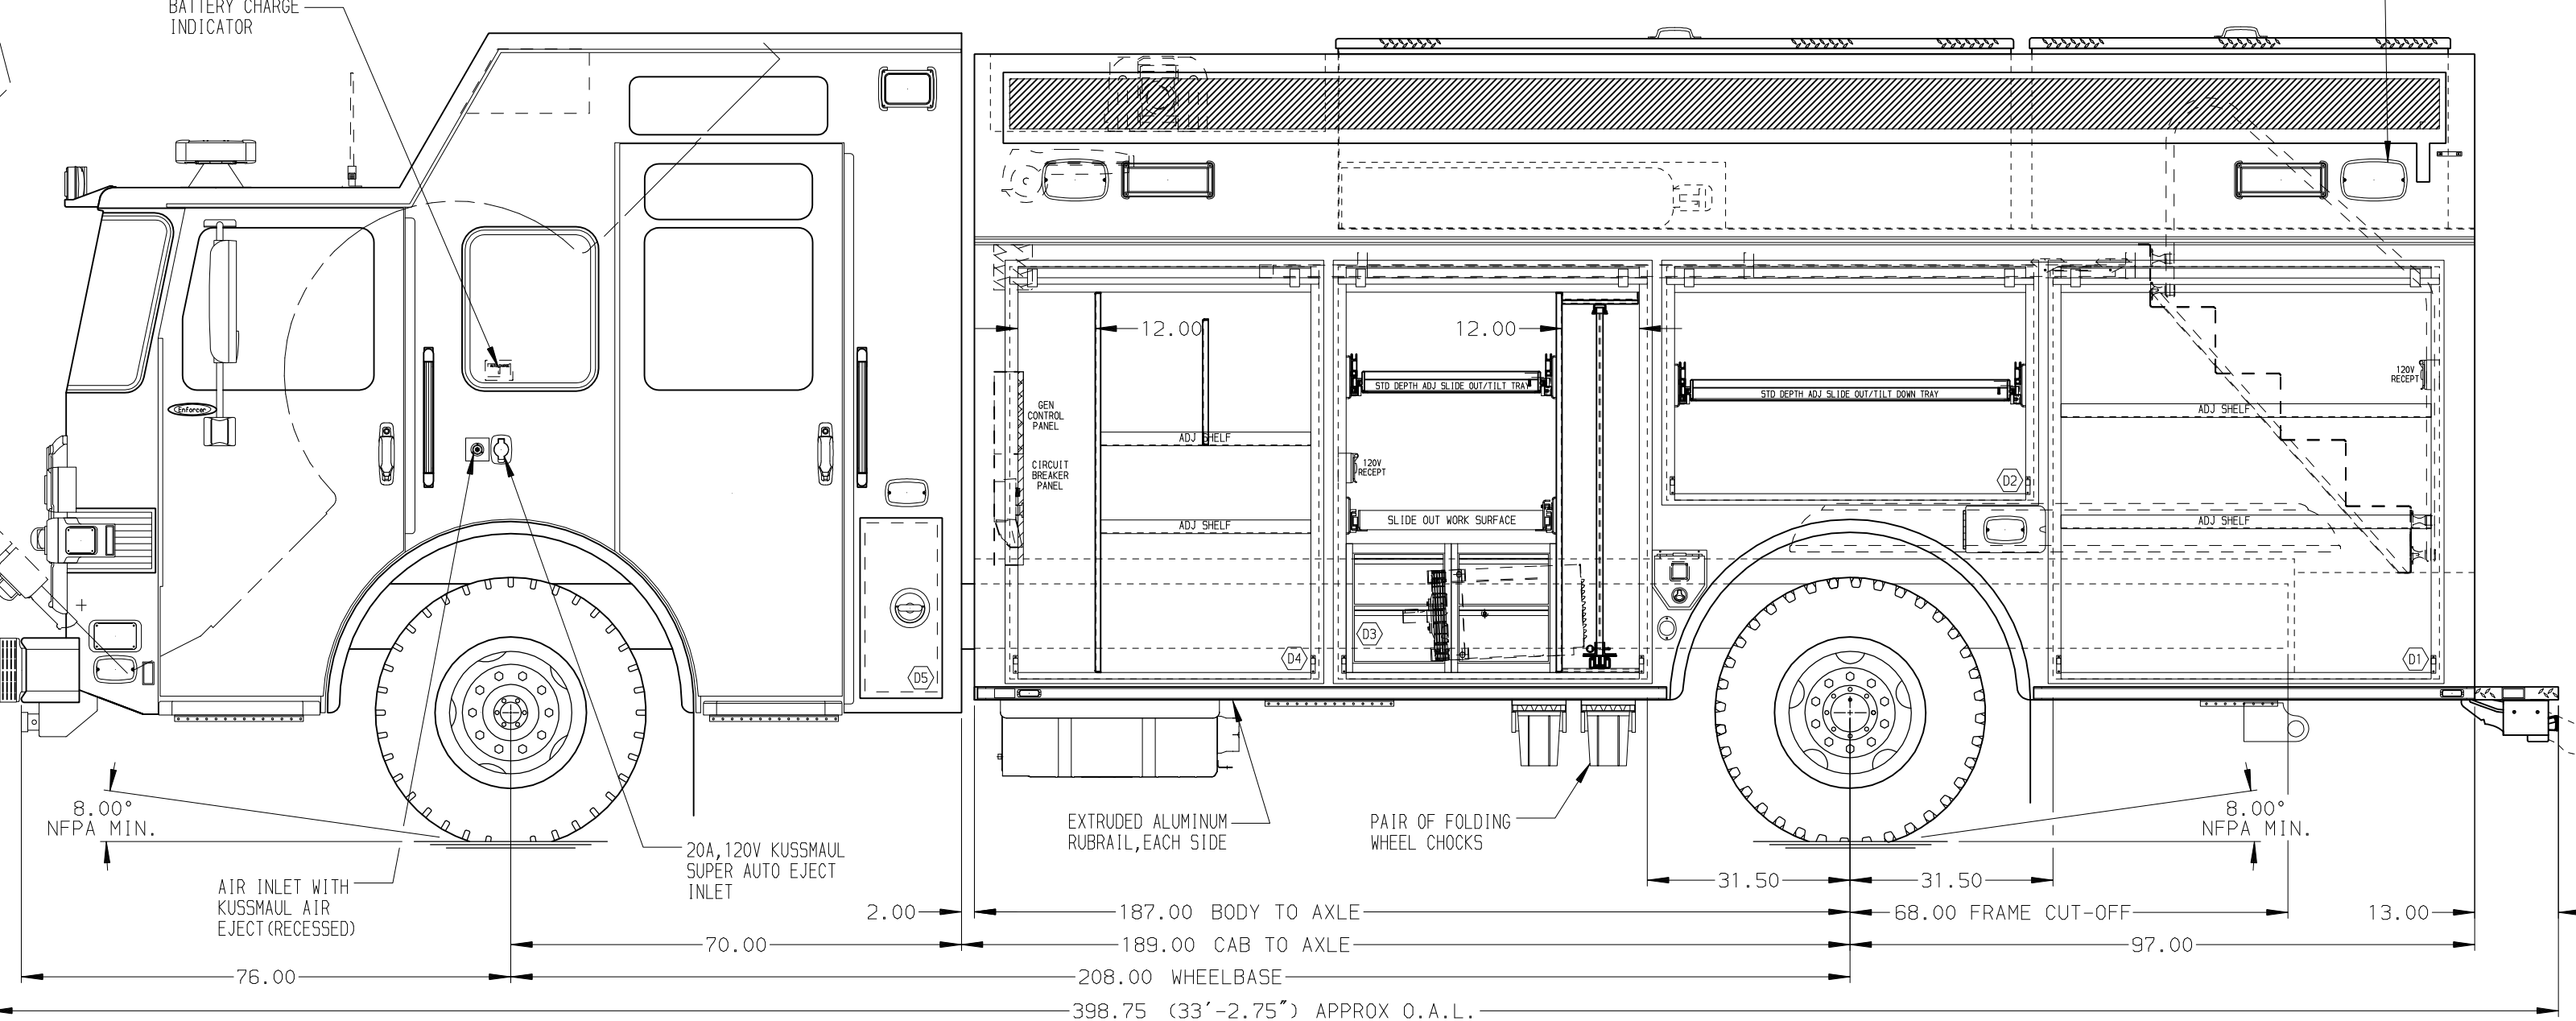 BATTERY CHARGE
INDICATOR
Enforcer
12.00
12.00
STD DEPTH ADJ SLIDE OUT/TILT TRAY
STD DEPTH ADJ SLIDE OUT/TILT DOWN TRAY
120V
RECEPT
GEN
CONTROL
PANEL
ADJ SHELF
ADJ SHELF
CIRCUIT
BREAKER
PANEL
120V
RECEPT
D2
SLIDE OUT WORK SURFACE
ADJ SHELF
ADJ SHELF
D3
D4
D1
D5
8.00°
NFPA MIN.
8.00°
NFPA MIN.
EXTRUDED ALUMINUM
RUBRAIL,EACH SIDE
PAIR OF FOLDING
WHEEL CHOCKS
20A,120V KUSSMAUL
SUPER AUTO EJECT
INLET
AIR INLET WITH
KUSSMAUL AIR
EJECT(RECESSED)
31.50
31.50
2.00
187.00 BODY TO AXLE
68.00 FRAME CUT-OFF
13.00
70.00
189.00 CAB TO AXLE
97.00
76.00
208.00 WHEELBASE
398.75 (33'-2.75") APPROX O.A.L.